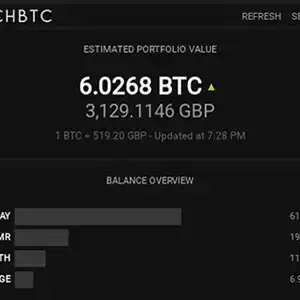 CHBTC REFRESH SE
ESTIMATED PORTFOLIO VALUE
6.0268 BTC
3,129.1146 GBP
1 BTC = 519.20 GBP - Updated at 7:28 PM
BALANCE OVERVIEW
AY 61
MR 19
TH 11
GE 6.9